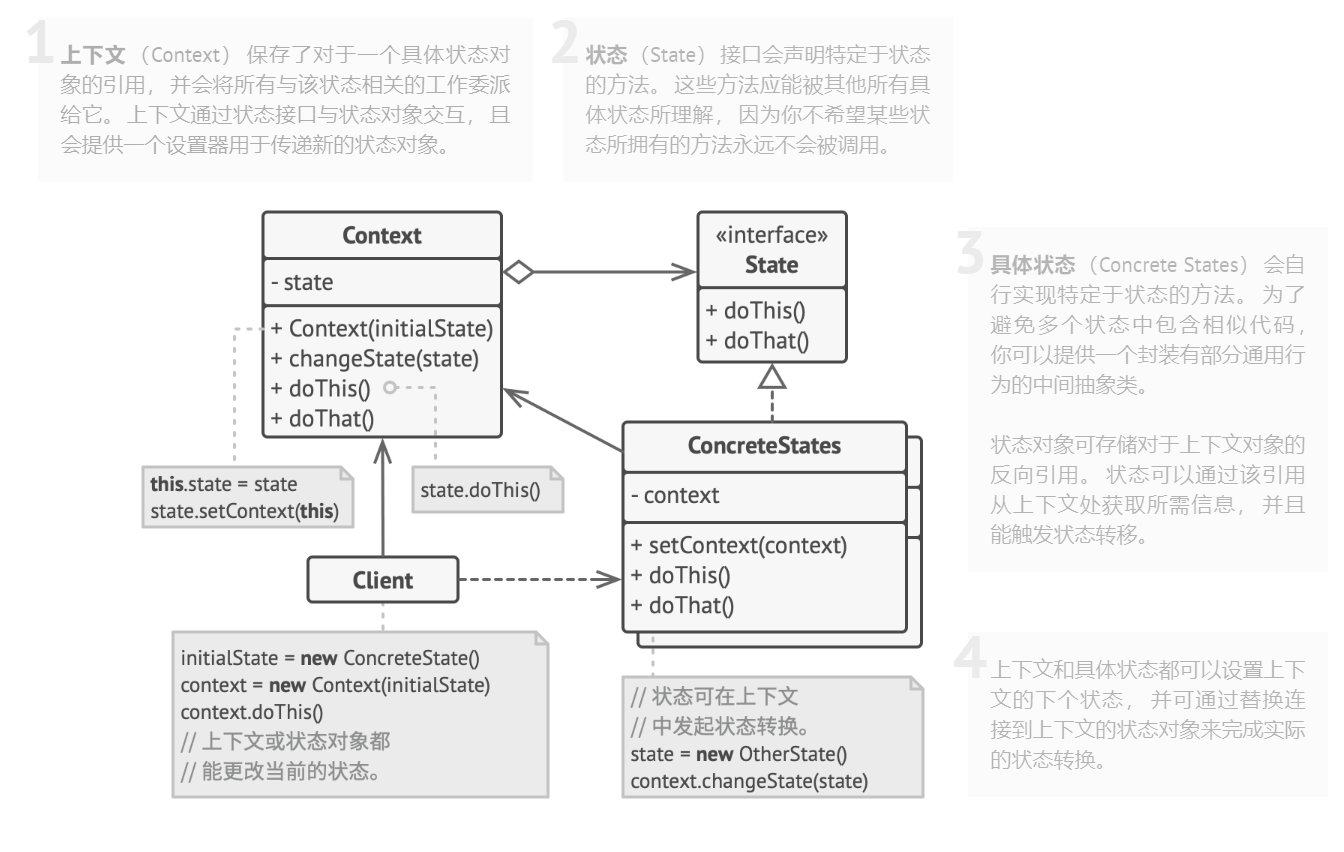 1
上下文（Context） 保存了对于一个具体状态对
象的引用， 并会将所有与该状态相关的工作委派
给它。 上下文通过状态接口与状态对象交互， 且
会提供一个设置器用于传递新的状态对象。
2
状态（State） 接口会声明特定于状态
的方法。 这些方法应能被其他所有具
体状态所理解， 因为你不希望某些状
态所拥有的方法永远不会被调用。
Context
- state
+ Context(initialState)
+ changeState(state)
+ doThis()
+ doThat()
«interface»
State
+ doThis()
+ doThat()
3
具体状态（Concrete States） 会自
行实现特定于状态的方法。 为了
避免多个状态中包含相似代码，
你可以提供一个封装有部分通用行
为的中间抽象类。
状态对象可存储对于上下文对象的
反向引用。 状态可以通过该引用
从上下文处获取所需信息， 并且
能触发状态转移。
this.state = state
state.setContext(this)
state.doThis()
ConcreteStates
- context
+ setContext(context)
+ doThis()
+ doThat()
Client
initialState = new ConcreteState()
context = new Context(initialState)
context.doThis()
// 上下文或状态对象都
// 能更改当前的状态。
// 状态可在上下文
// 中发起状态转换。
state = new OtherState()
context.changeState(state)
4
上下文和具体状态都可以设置上下
文的下个状态， 并可通过替换连
接到上下文的状态对象来完成实际
的状态转换。